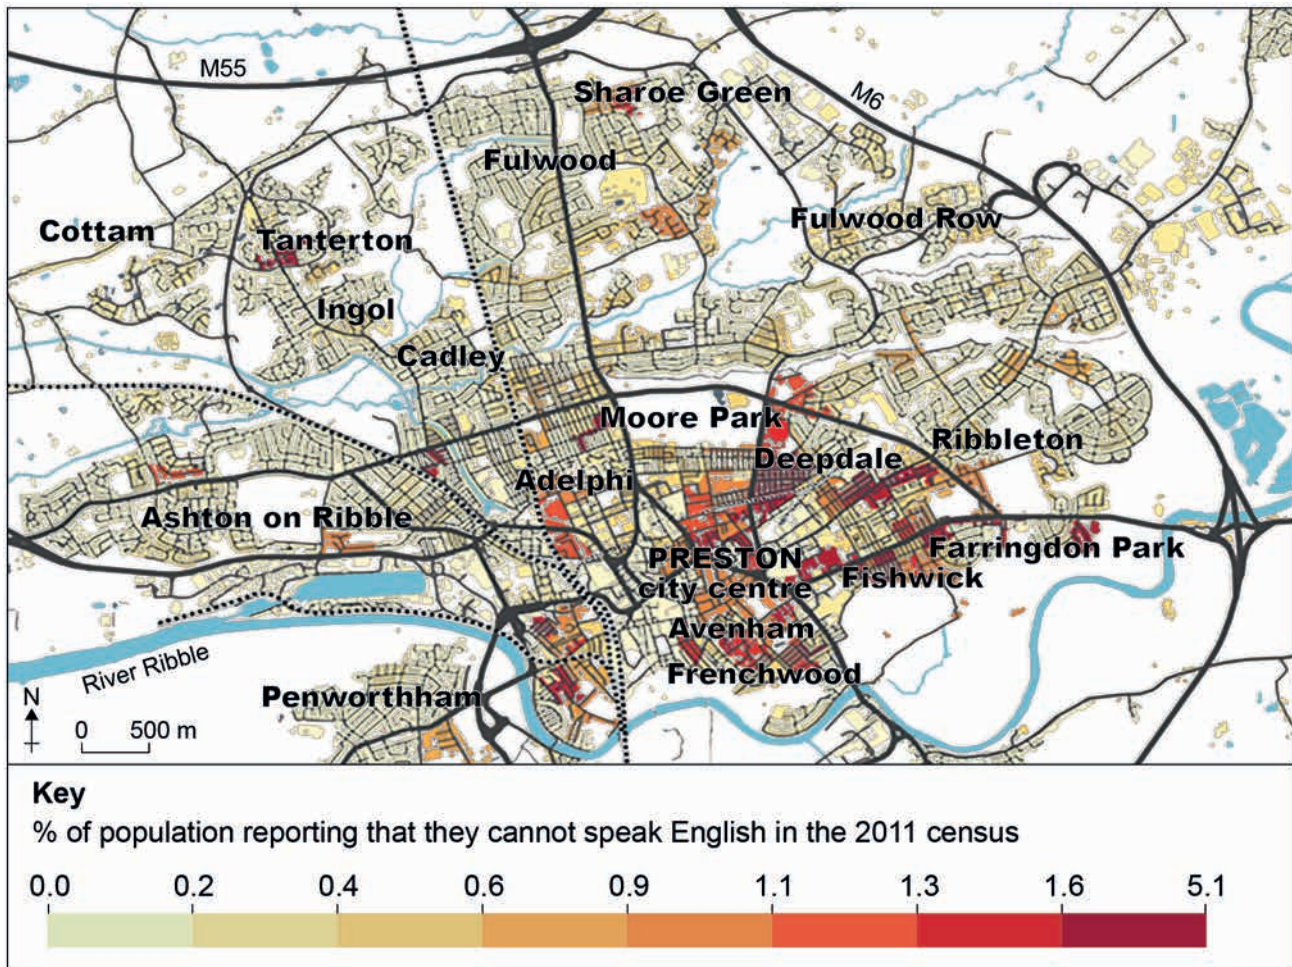 M55
Sharoe Green
M6
Fulwood
Fulwood Row
Cottam
Tanterton
Ingol
Cadley
Moore Park
Ribbleton
Deepdale
Adelphi
Ashton on Ribble
Farringdon Park
PRESTON
city centre
Fishwick
Avenham
Frenchwood
River Ribble
Penworthham
N
0 500 m
Key
% of population reporting that they cannot speak English in the 2011 census
0.0 0.2 0.4 0.6 0.9 1.1 1.3 1.6 5.1